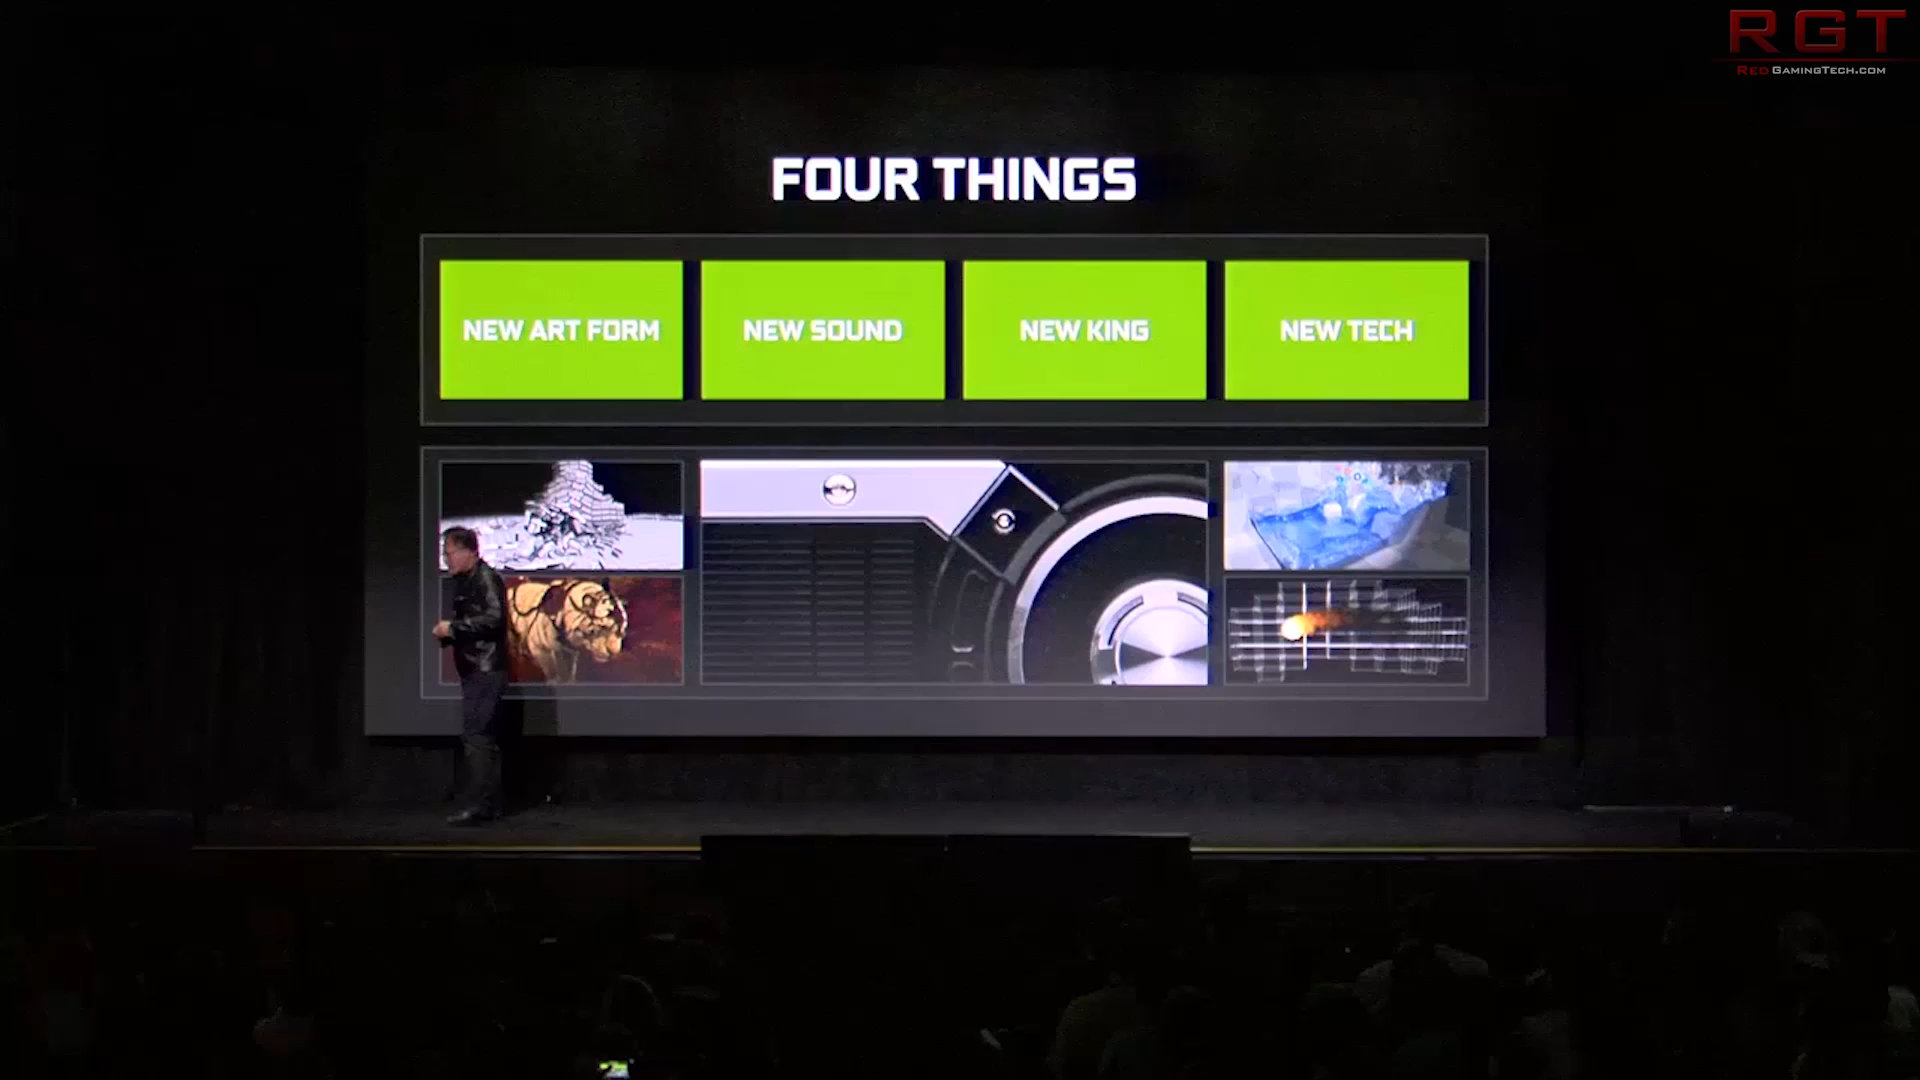 RGT
RedGamingTech.com
FOUR THINGS
NEW ART FORM
NEW SOUND
NEW KING
NEW TECH